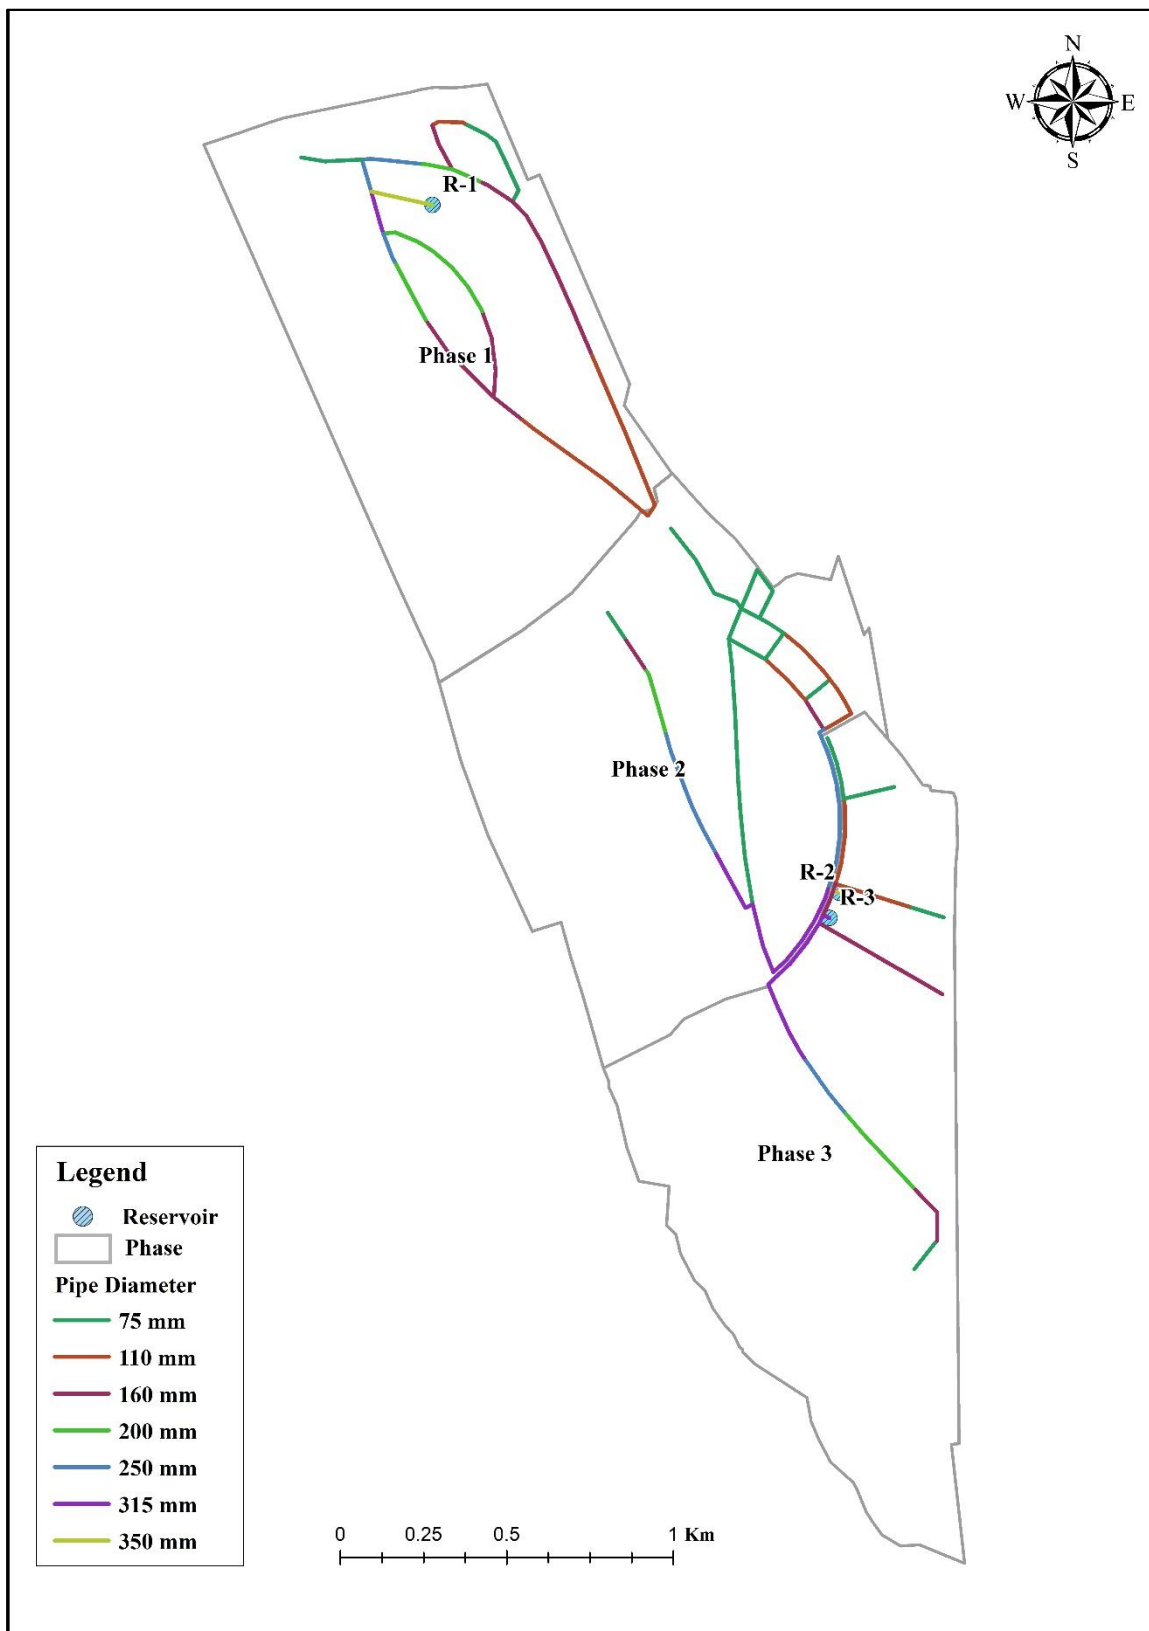 N
W E
S
R-1
Phase 1
Phase 2
R-2
R-3
Phase 3
Legend
Reservoir
Phase
Pipe Diameter
75 mm
110 mm
160 mm
200 mm
250 mm
315 mm
350 mm
0 0.25 0.5 1 Km